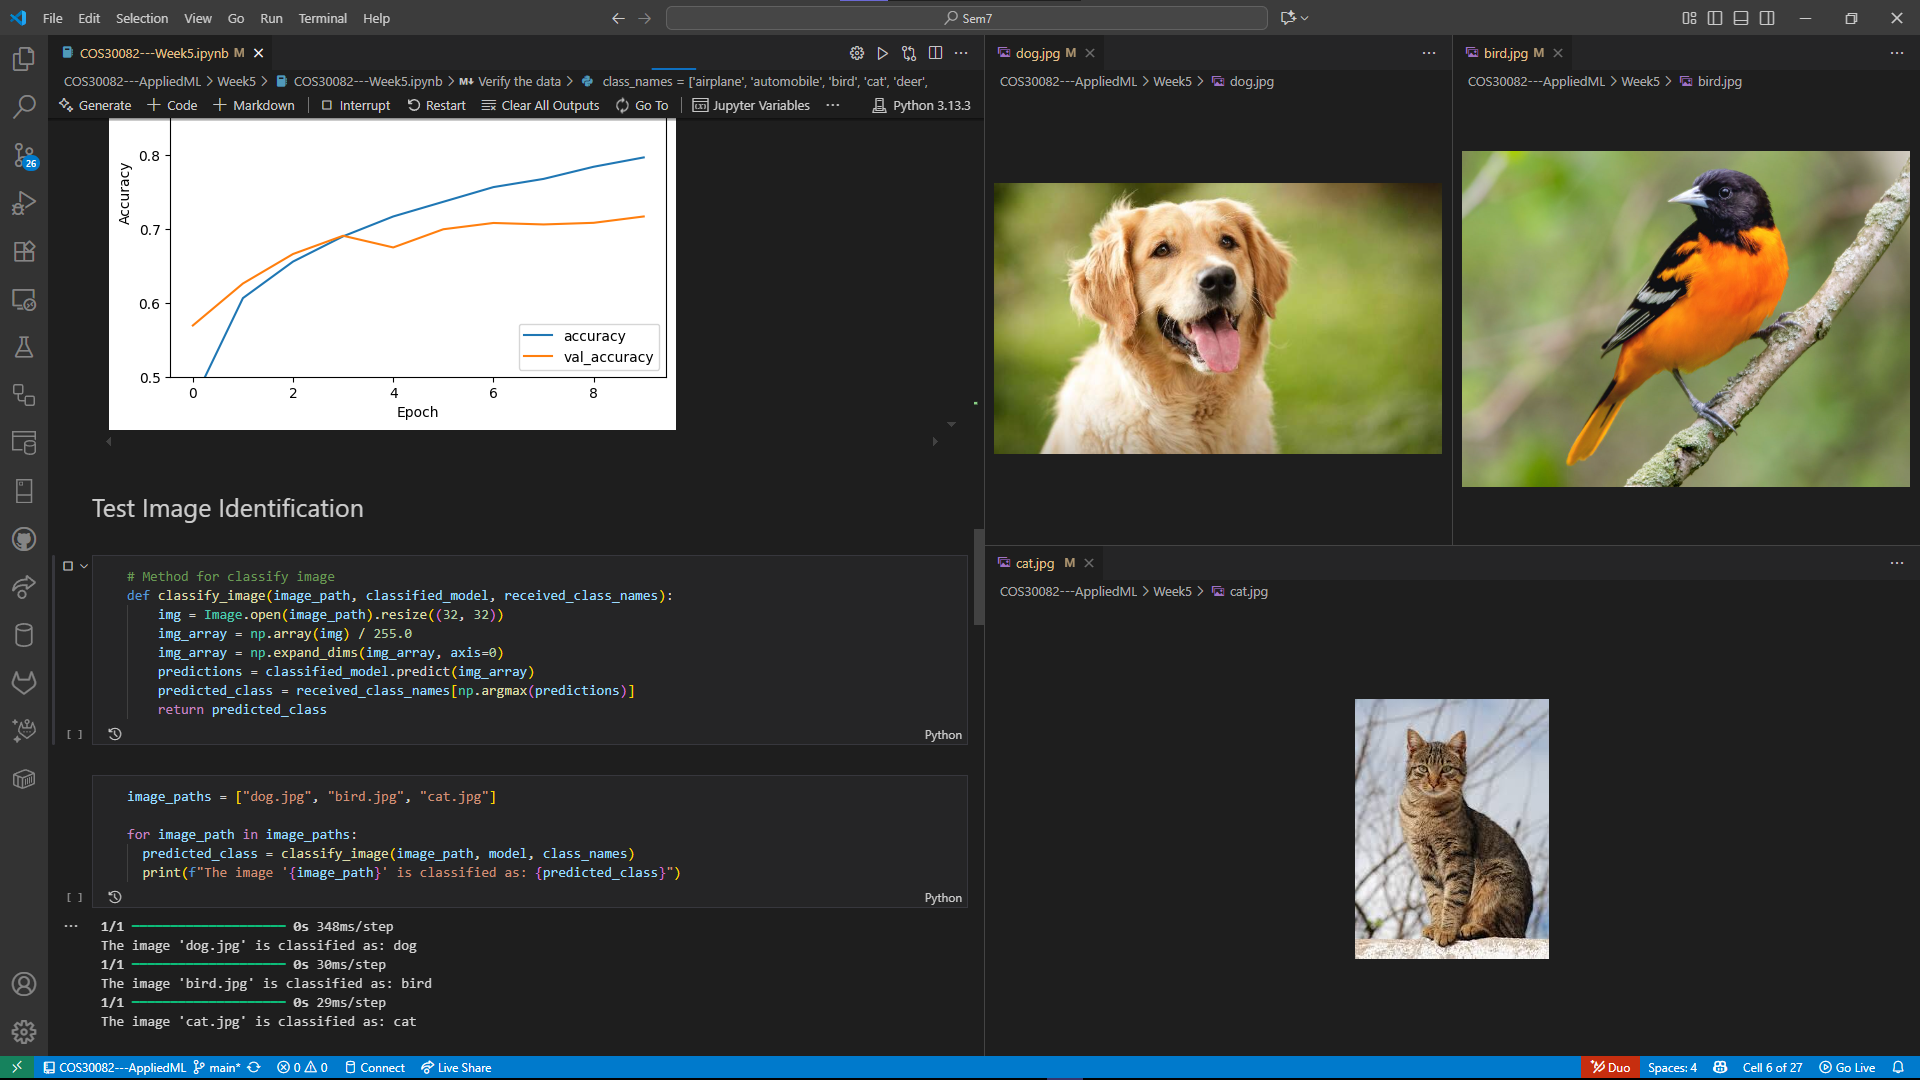 File Edit Selection View Go Run Terminal Help
Sem7
COS30082---Week5.ipynb M
COS30082---AppliedML > Week5 > COS30082---Week5.ipynb > M↓ Verify the data > class_names = ['airplane', 'automobile', 'bird', 'cat', 'deer',
Generate + Code + Markdown Interrupt Restart Clear All Outputs Go To Jupyter Variables ... Python 3.13.3
0.8
0.7
0.6
0.5
Accuracy
0 2 4 6 8
Epoch
accuracy
val_accuracy
Test Image Identification
# Method for classify image
def classify_image(image_path, classified_model, received_class_names):
img = Image.open(image_path).resize((32, 32))
img_array = np.array(img) / 255.0
img_array = np.expand_dims(img_array, axis=0)
predictions = classified_model.predict(img_array)
predicted_class = received_class_names[np.argmax(predictions)]
return predicted_class
[ ] Python
image_paths = ["dog.jpg", "bird.jpg", "cat.jpg"]
for image_path in image_paths:
predicted_class = classify_image(image_path, model, class_names)
print(f"The image '{image_path}' is classified as: {predicted_class}")
[ ] Python
1/1 0s 348ms/step
The image 'dog.jpg' is classified as: dog
1/1 0s 30ms/step
The image 'bird.jpg' is classified as: bird
1/1 0s 29ms/step
The image 'cat.jpg' is classified as: cat
dog.jpg M
COS30082---AppliedML > Week5 > dog.jpg
bird.jpg M
COS30082---AppliedML > Week5 > bird.jpg
cat.jpg M
COS30082---AppliedML > Week5 > cat.jpg
26
COS30082---AppliedML main* 0 0 Connect Live Share
Duo Spaces: 4 Cell 6 of 27 Go Live